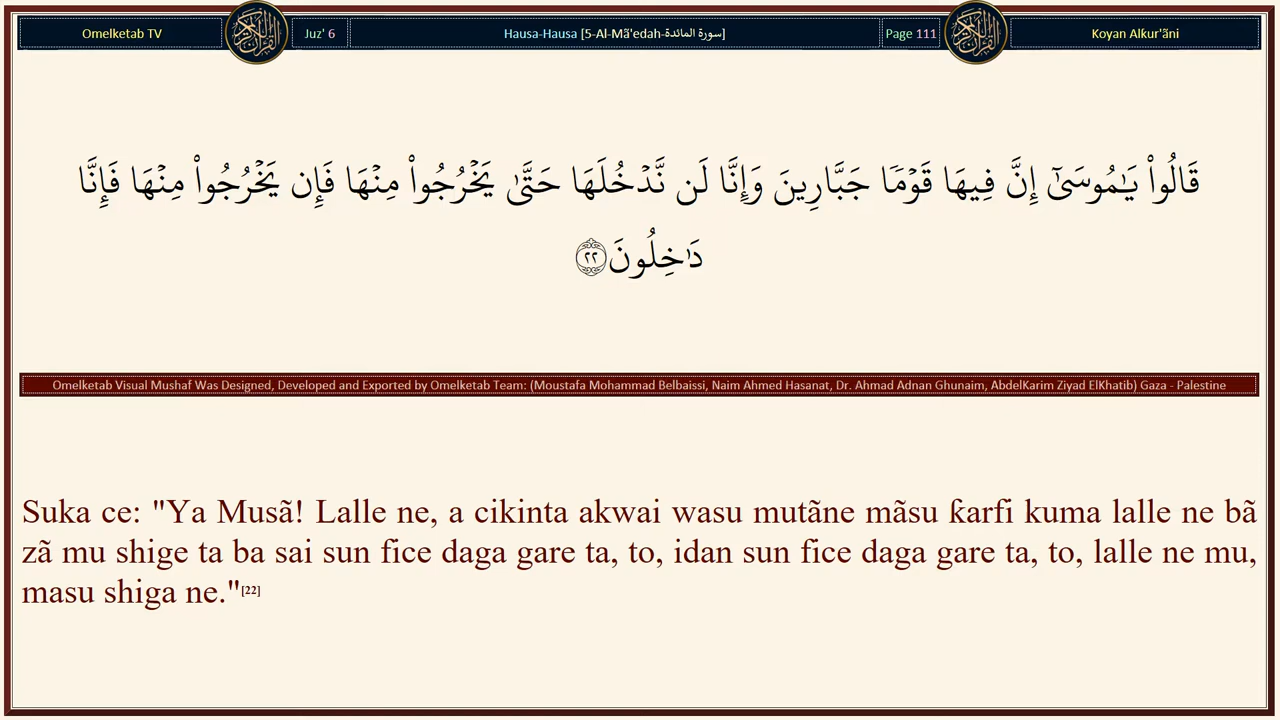 Omelketab TV
Juz' 6
Hausa-Hausa [5-Al-Mã'edah-سورة المائدة]
Page 111
Koyan Alƙur'ãni
قَالُوا۟ يَـٰمُوسَىٰٓ إِنَّ فِيهَا قَوْمًا جَبَّارِينَ وَإِنَّا لَن نَّدْخُلَهَا حَتَّىٰ يَخْرُجُوا۟ مِنْهَا فَإِن يَخْرُجُوا۟ مِنْهَا فَإِنَّا
دَٰخِلُونَ ٢٢
Omelketab Visual Mushaf Was Designed, Developed and Exported by Omelketab Team: (Moustafa Mohammad Belbaissi, Naim Ahmed Hasanat, Dr. Ahmad Adnan Ghunaim, AbdelKarim Ziyad ElKhatib) Gaza - Palestine
Suka ce: "Ya Musã! Lalle ne, a cikinta akwai wasu mutãne mãsu ƙarfi kuma lalle ne bã
zã mu shige ta ba sai sun fice daga gare ta, to, idan sun fice daga gare ta, to, lalle ne mu,
masu shiga ne."[22]